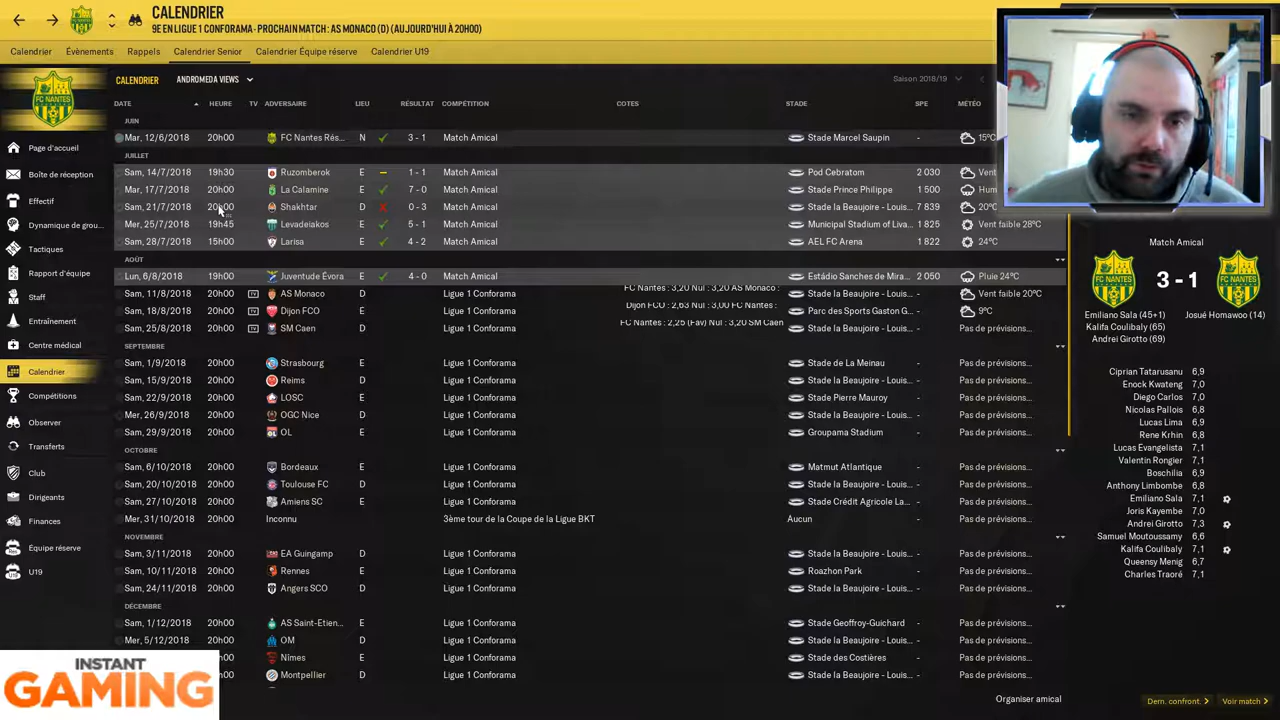 CALENDRIER
9E EN LIGUE 1 CONFORAMA - PROCHAIN MATCH : AS MONACO (D) (AUJOURD'HUI À 20H00)
Calendrier Évènements Rappels Calendrier Senior Calendrier Équipe réserve Calendrier U19
FC NANTES
CALENDRIER ANDROMEDA VIEWS Saison 2018/19
DATE HEURE TV ADVERSAIRE LIEU RÉSULTAT COMPÉTITION COTES STADE SPE MÉTÉO
JUIN
Mar, 12/6/2018 20h00 FC Nantes Rés... N 3 - 1 Match Amical Stade Marcel Saupin - 15°C
JUILLET
Sam, 14/7/2018 19h30 Ruzomberok E 1 - 1 Match Amical Pod Cebratom 2 030 Vent
Mar, 17/7/2018 20h00 La Calamine E 7 - 0 Match Amical Stade Prince Philippe 1 500 Hum
Sam, 21/7/2018 20h00 Shakhtar D 0 - 3 Match Amical Stade la Beaujoire - Louis... 7 839 20°
Mer, 25/7/2018 19h45 Levadeiakos E 5 - 1 Match Amical Municipal Stadium of Liva... 1 825 Vent faible 28°C
Sam, 28/7/2018 15h00 Larisa E 4 - 2 Match Amical AEL FC Arena 1 822 24°C
AOÛT
Lun, 6/8/2018 19h00 Juventude Évora E 4 - 0 Match Amical Estádio Sanches de Mira... 2 050 Pluie 24°C
FC Nantes : 3,20 Nul : 3,20 AS Monaco :
Sam, 11/8/2018 20h00 TV AS Monaco D Ligue 1 Conforama Stade la Beaujoire - Louis... - Vent faible 20°C
Dijon FCO : 2,63 Nul : 3,00 FC Nantes :
Sam, 18/8/2018 20h00 TV Dijon FCO E Ligue 1 Conforama Parc des Sports Gaston G... - 9°C
FC Nantes : 2,25 (Fav) Nul : 3,20 SM Caen
Sam, 25/8/2018 20h00 TV SM Caen D Ligue 1 Conforama Stade la Beaujoire - Louis... - Pas de prévisions...
SEPTEMBRE
Sam, 1/9/2018 20h00 Strasbourg E Ligue 1 Conforama Stade de La Meinau - Pas de prévisions...
Sam, 15/9/2018 20h00 Reims D Ligue 1 Conforama Stade la Beaujoire - Louis... - Pas de prévisions...
Sam, 22/9/2018 20h00 LOSC E Ligue 1 Conforama Stade Pierre Mauroy - Pas de prévisions...
Mer, 26/9/2018 20h00 OGC Nice D Ligue 1 Conforama Stade la Beaujoire - Louis... - Pas de prévisions...
Sam, 29/9/2018 20h00 OL E Ligue 1 Conforama Groupama Stadium - Pas de prévisions...
OCTOBRE
Sam, 6/10/2018 20h00 Bordeaux E Ligue 1 Conforama Matmut Atlantique - Pas de prévisions...
Sam, 20/10/2018 20h00 Toulouse FC D Ligue 1 Conforama Stade la Beaujoire - Louis... - Pas de prévisions...
Sam, 27/10/2018 20h00 Amiens SC E Ligue 1 Conforama Stade Crédit Agricole La... - Pas de prévisions...
Mer, 31/10/2018 20h00 Inconnu 3ème tour de la Coupe de la Ligue BKT Aucun - Pas de prévisions...
NOVEMBRE
Sam, 3/11/2018 20h00 EA Guingamp D Ligue 1 Conforama Stade la Beaujoire - Louis... - Pas de prévisions...
Sam, 10/11/2018 20h00 Rennes E Ligue 1 Conforama Roazhon Park - Pas de prévisions...
Sam, 24/11/2018 20h00 Angers SCO D Ligue 1 Conforama Stade la Beaujoire - Louis... - Pas de prévisions...
DÉCEMBRE
Sam, 1/12/2018 20h00 AS Saint-Etien... E Ligue 1 Conforama Stade Geoffroy-Guichard - Pas de prévisions...
Mer, 5/12/2018 20h00 OM D Ligue 1 Conforama Stade la Beaujoire - Louis... - Pas de prévisions...
20h00 Nîmes E Ligue 1 Conforama Stade des Costières - Pas de prévisions...
20h00 Montpellier D Ligue 1 Conforama Stade la Beaujoire - Louis... - Pas de prévisions...
Page d'accueil
Boîte de réception
Effectif
Dynamique de grou...
Tactiques
Rapport d'équipe
Staff
Entraînement
Centre médical
Calendrier
Compétitions
Observer
Transferts
Club
Dirigeants
Finances
Équipe réserve
U19
Match Amical
3 - 1
Emiliano Sala (45+1) Josué Homawoo (14)
Kalifa Coulibaly (65)
Andrei Girotto (69)
Ciprian Tatarusanu 6,9
Enock Kwateng 7,0
Diego Carlos 7,0
Nicolas Pallois 6,8
Lucas Lima 6,9
Rene Krhin 6,8
Lucas Evangelista 7,1
Valentin Rongier 7,1
Boschilia 6,9
Anthony Limbombe 6,8
Emiliano Sala 7,1
Joris Kayembe 7,0
Andrei Girotto 7,3
Samuel Moutoussamy 6,6
Kalifa Coulibaly 7,1
Queensy Menig 6,7
Charles Traoré 7,1
Organiser amical Dern. confront. Voir match
INSTANT
GAMING